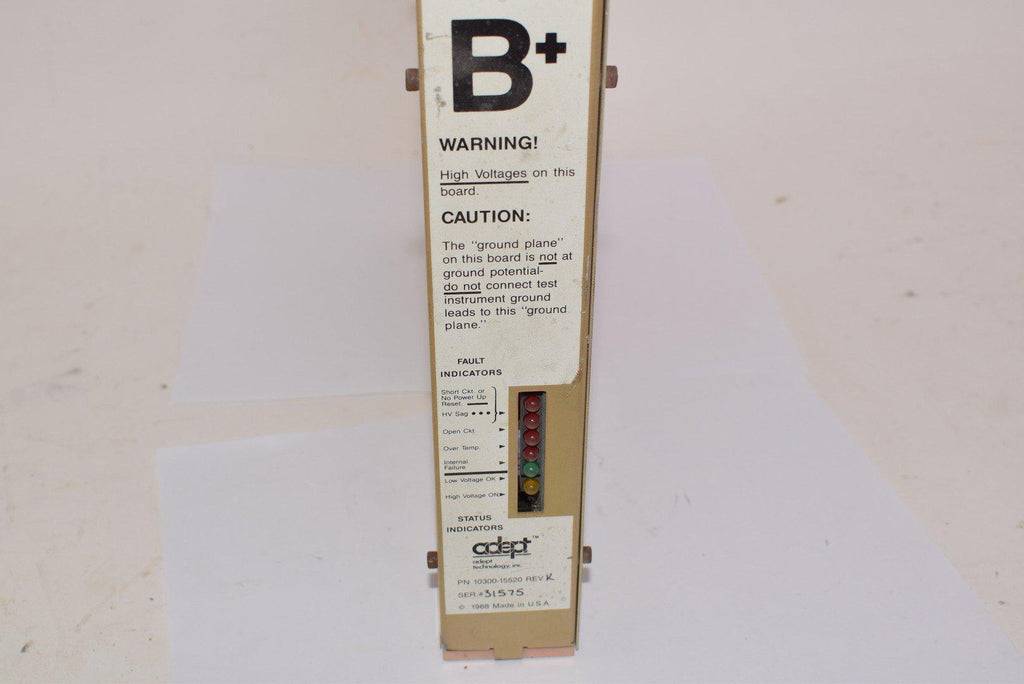 B+
WARNING!
High Voltages on this
board.
CAUTION:
The "ground plane"
on this board is not at
ground potential-
do not connect test
instrument ground
leads to this "ground
plane."
FAULT
INDICATORS
Short Ckt. or
No Power Up
Reset.
HV Sag •••
Open Ckt.
Over Temp.
Internal
Failure
Low Voltage OK
High Voltage ON
STATUS
INDICATORS
adept™
adept
technology, inc.
PN 10300-15520 REV K
SER.# 31575
© 1988 Made in U.S.A.